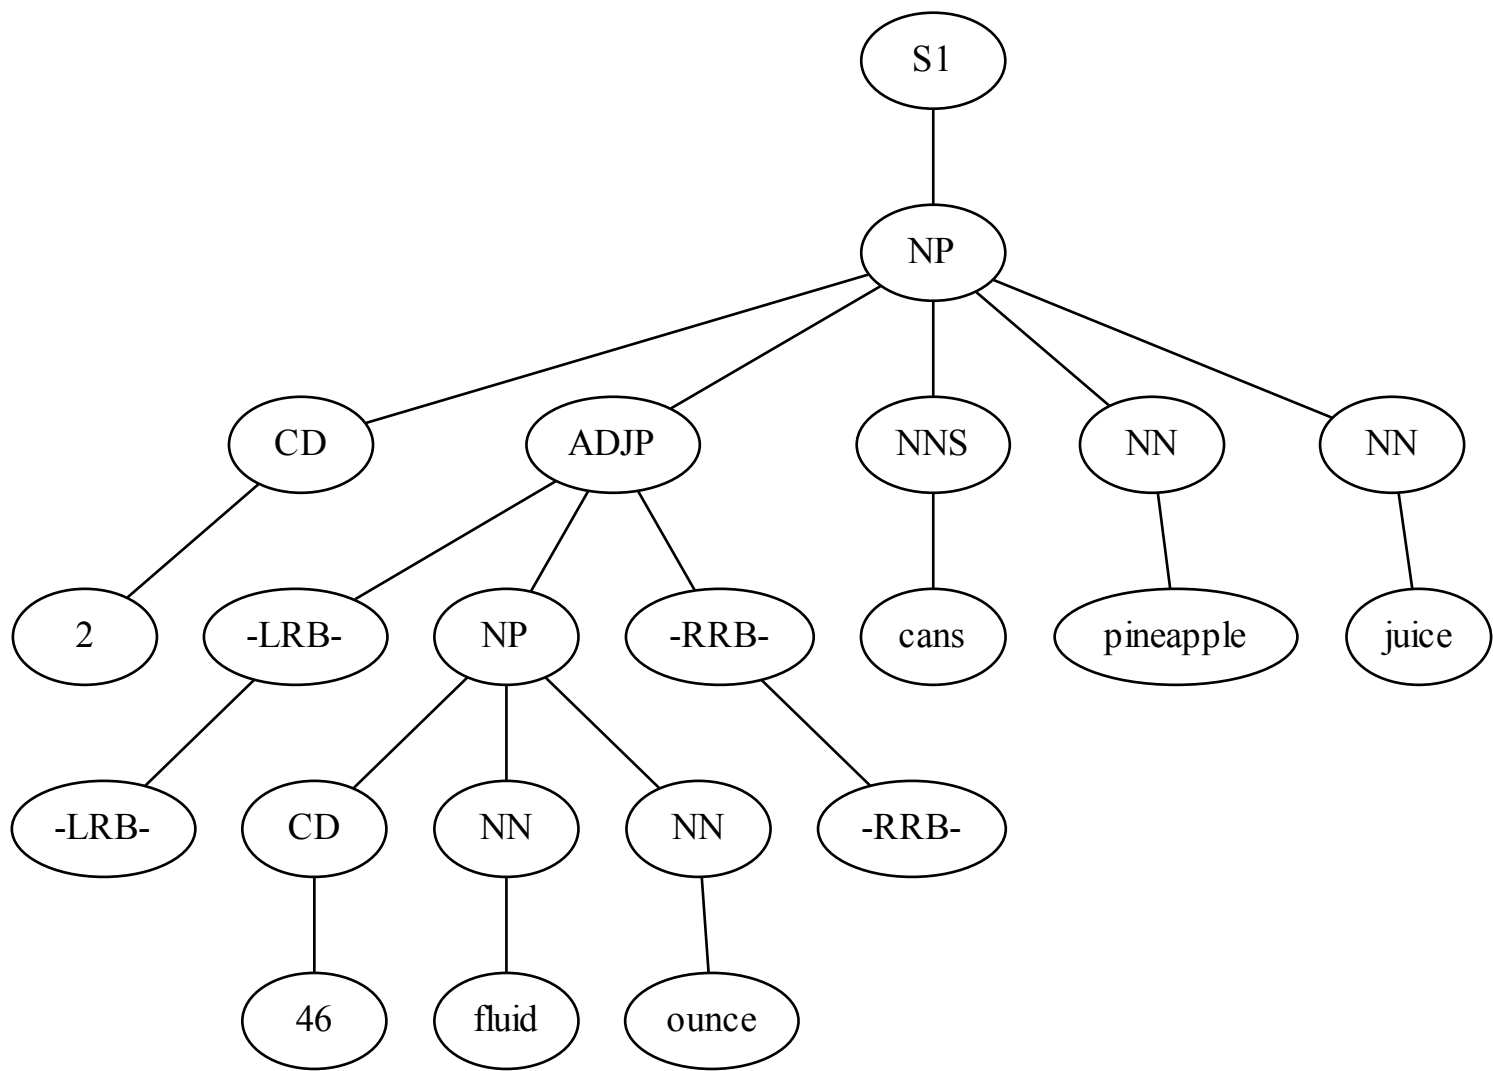 S1
NP
CD ADJP NNS NN NN
2 -LRB- NP -RRB- cans pineapple juice
-LRB- CD NN NN -RRB-
46 fluid ounce